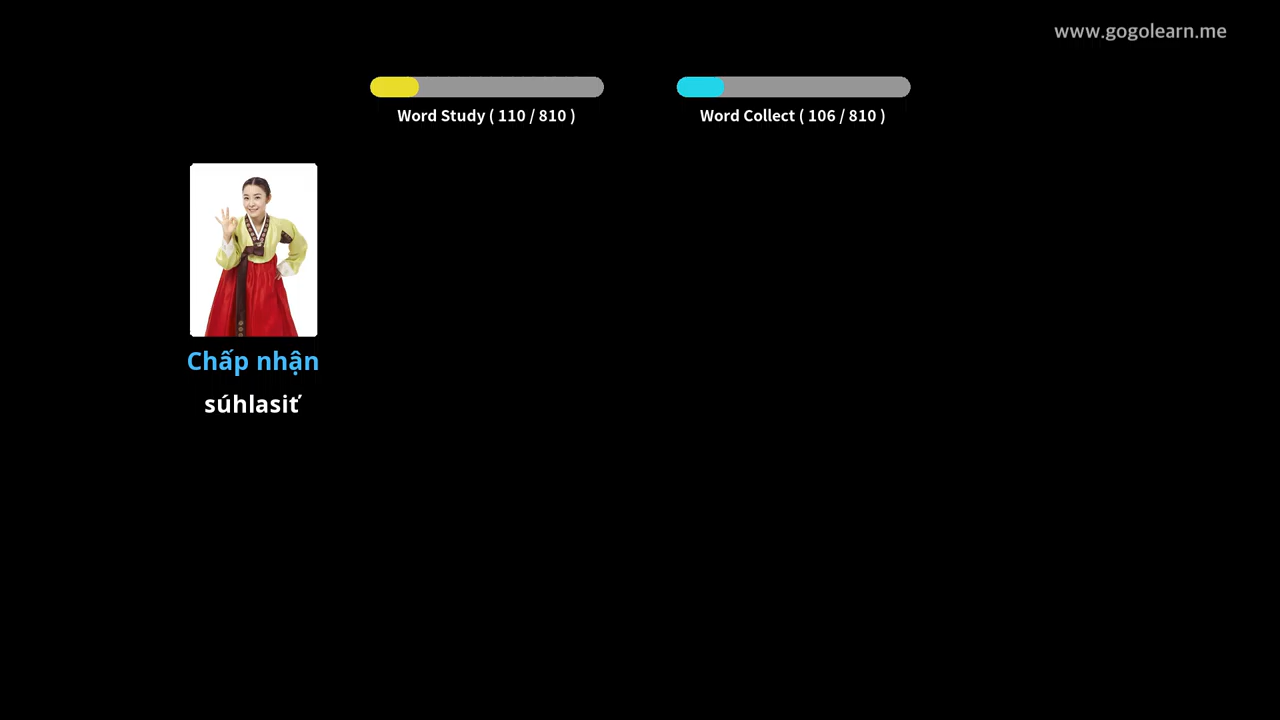 www.gogolearn.me
Word Study ( 110 / 810 )
Word Collect ( 106 / 810 )
Chấp nhận
súhlasiť